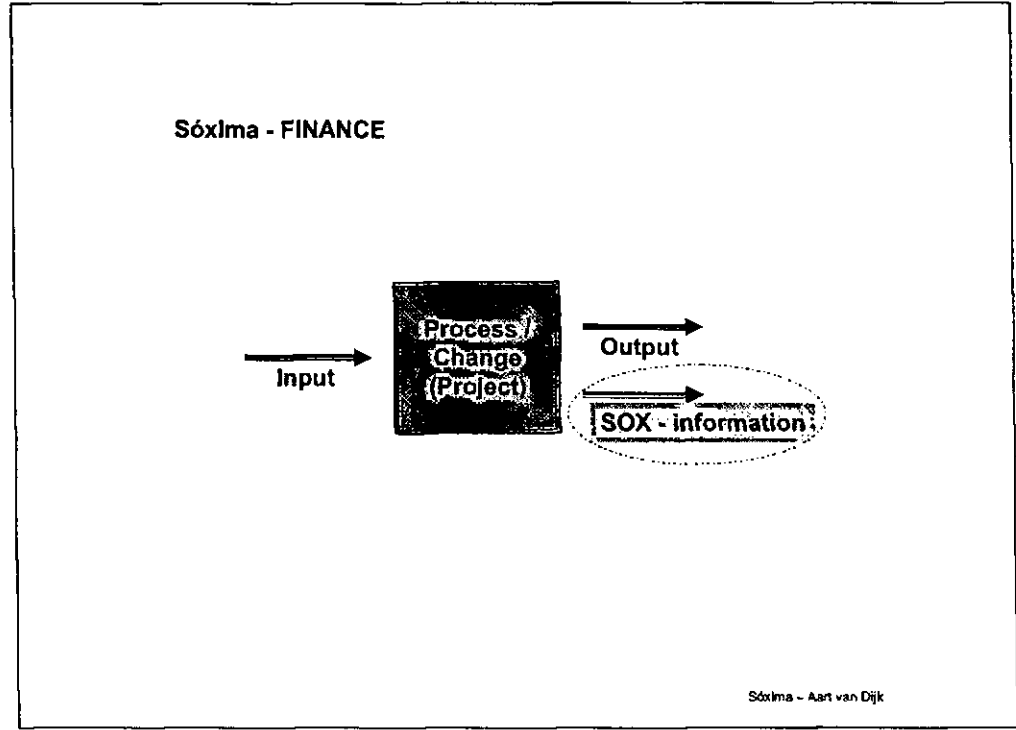 Sóxima - FINANCE
Input
Process /
Change
(Project)
Output
SOX - information
Sóxima – Aart van Dijk